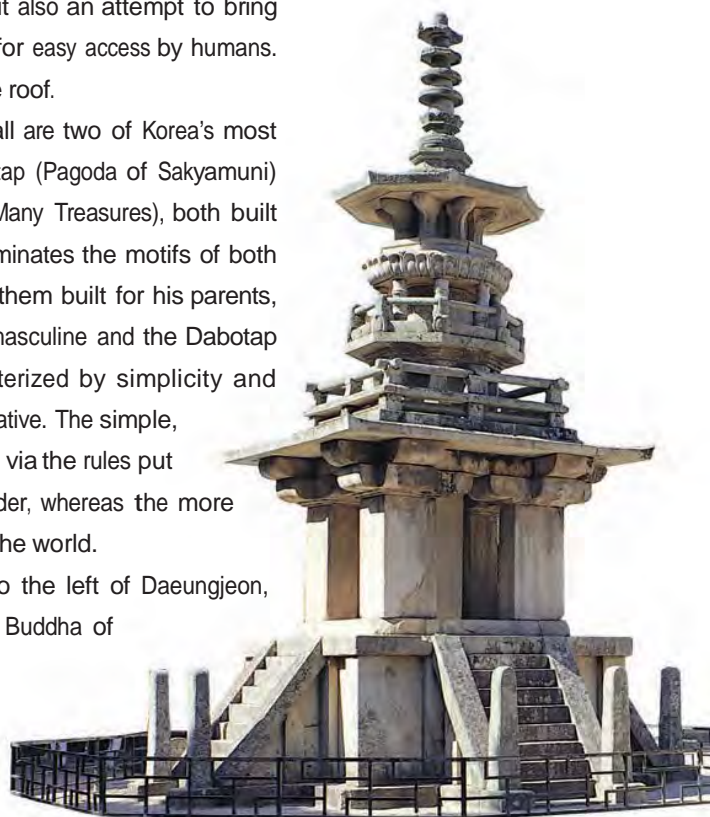 it also an attempt to bring
for easy access by humans.
e roof.
all are two of Korea's most
tap (Pagoda of Sakyamuni)
Many Treasures), both built
minates the motifs of both
them built for his parents,
masculine and the Dabotap
terized by simplicity and
ative. The simple,
via the rules put
der, whereas the more
he world.
o the left of Daeungjeon,
Buddha of